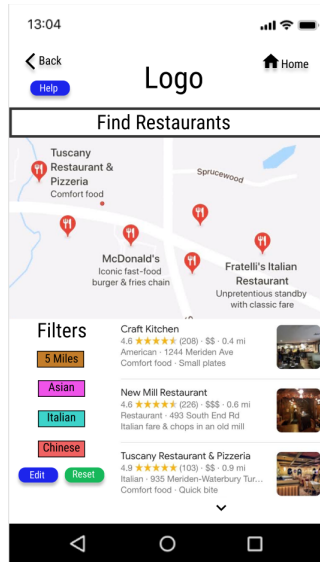 13:04
Back
Home
Logo
Help
Find Restaurants
Tuscany
Restaurant &
Pizzeria
Comfort food
Sprucewood
McDonald's
Iconic fast-food
burger & fries chain
Fratelli's Italian
Restaurant
Unpretentious standby
with classic fare
Filters
5 Miles
Asian
Italian
Chinese
Edit
Reset
Craft Kitchen
4.6 ★★★★★ (208) · $$ · 0.4 mi
American · 1244 Meriden Ave
Comfort food · Small plates
New Mill Restaurant
4.6 ★★★★★ (226) · $$$ · 0.6 mi
Restaurant · 493 South End Rd
Italian fare & chops in an old mill
Tuscany Restaurant & Pizzeria
4.9 ★★★★★ (103) · $$ · 0.9 mi
Italian · 935 Meriden-Waterbury Tur...
Comfort food · Quick bite